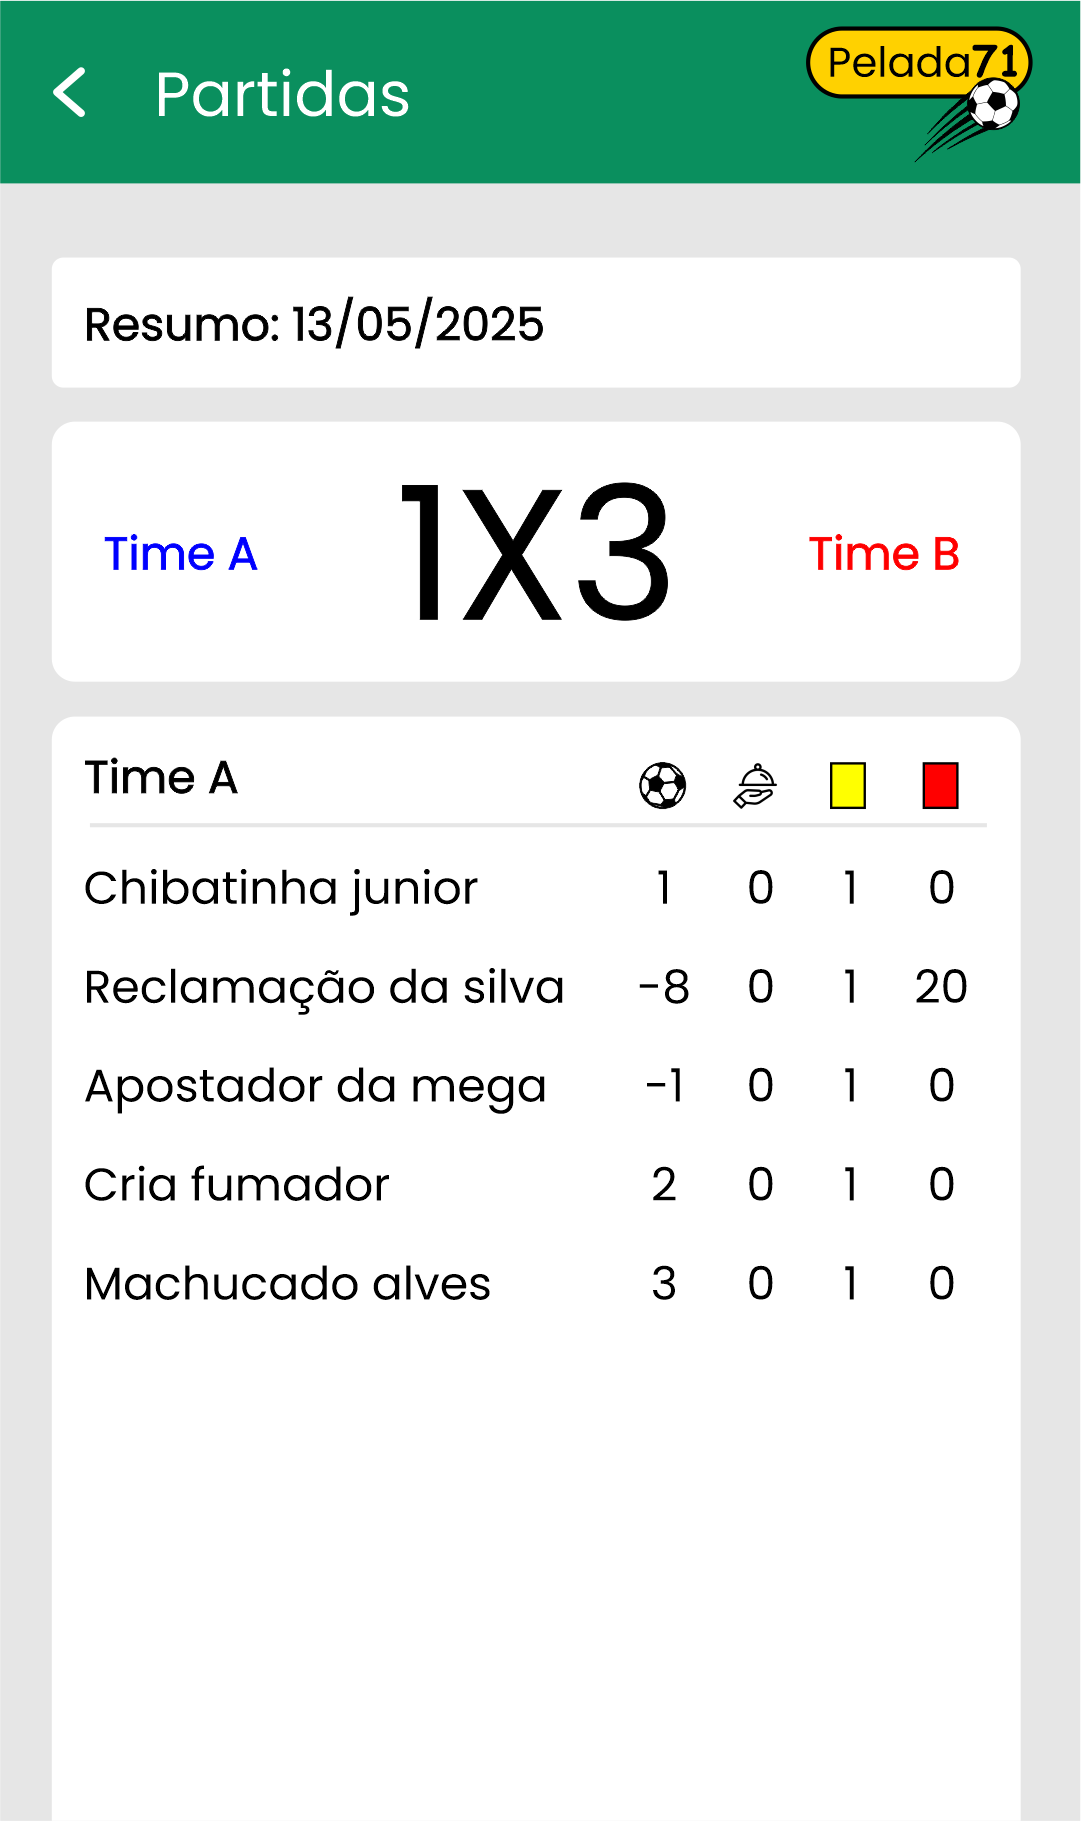 Partidas
Pelada71
Resumo: 13/05/2025
Time A 1X3 Time B
Time A
Chibatinha junior 1 0 1 0
Reclamação da silva -8 0 1 20
Apostador da mega -1 0 1 0
Cria fumador 2 0 1 0
Machucado alves 3 0 1 0